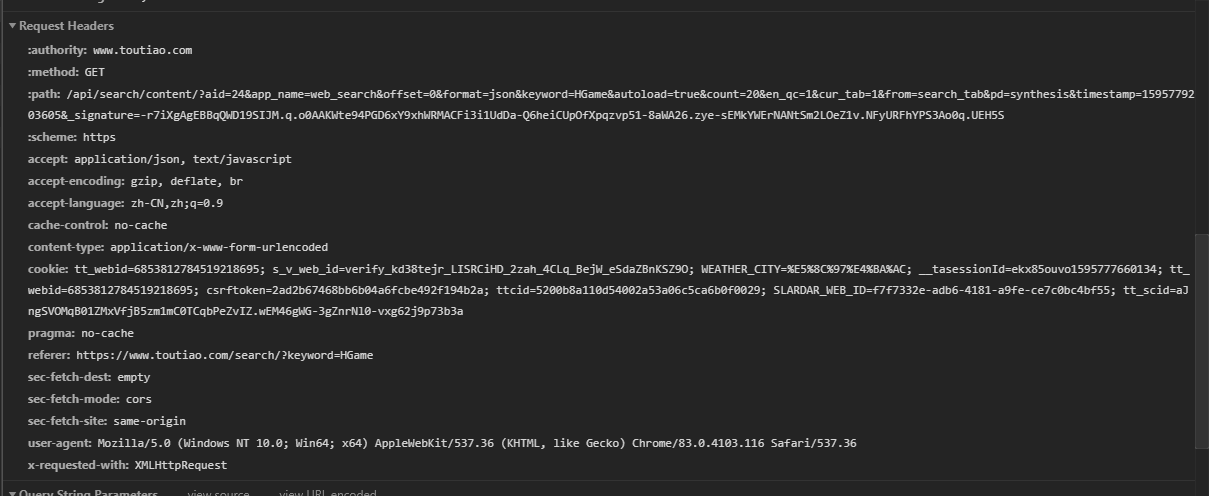 Request Headers
:authority: www.toutiao.com
:method: GET
:path: /api/search/content/?aid=24&app_name=web_search&offset=0&format=json&keyword=HGame&autoload=true&count=20&en_qc=1&cur_tab=1&from=search_tab&pd=synthesis&timestamp=15957792
03605&_signature=-r7iXgAgEBBqQWD19SIJM.q.o0AAKWte94PGD6xY9xhWRMACFi3i1UdDa-Q6heiCUpOfXpqzvp51-8aWA26.zye-sEMkYWErNANtSm2LOeZ1v.NFyURFhYPS3Ao0q.UEH5S
:scheme: https
accept: application/json, text/javascript
accept-encoding: gzip, deflate, br
accept-language: zh-CN,zh;q=0.9
cache-control: no-cache
content-type: application/x-www-form-urlencoded
cookie: tt_webid=6853812784519218695; s_v_web_id=verify_kd38tejr_LISRCiHD_2zah_4CLq_BejW_eSdaZBnKSZ9O; WEATHER_CITY=%E5%8C%97%E4%BA%AC; __tasessionId=ekx85ouvo1595777660134; tt_
webid=6853812784519218695; csrftoken=2ad2b67468bb6b04a6fcbe492f194b2a; ttcid=5200b8a110d54002a53a06c5ca6b0f0029; SLARDAR_WEB_ID=f7f7332e-adb6-4181-a9fe-ce7c0bc4bf55; tt_scid=aJ
ngSVOMqB01ZMxVfjB5zm1mC0TCqbPeZvIZ.wEM46gWG-3gZnrNl0-vxg62j9p73b3a
pragma: no-cache
referer: https://www.toutiao.com/search/?keyword=HGame
sec-fetch-dest: empty
sec-fetch-mode: cors
sec-fetch-site: same-origin
user-agent: Mozilla/5.0 (Windows NT 10.0; Win64; x64) AppleWebKit/537.36 (KHTML, like Gecko) Chrome/83.0.4103.116 Safari/537.36
x-requested-with: XMLHttpRequest
Query String Parameters view source view URL encoded